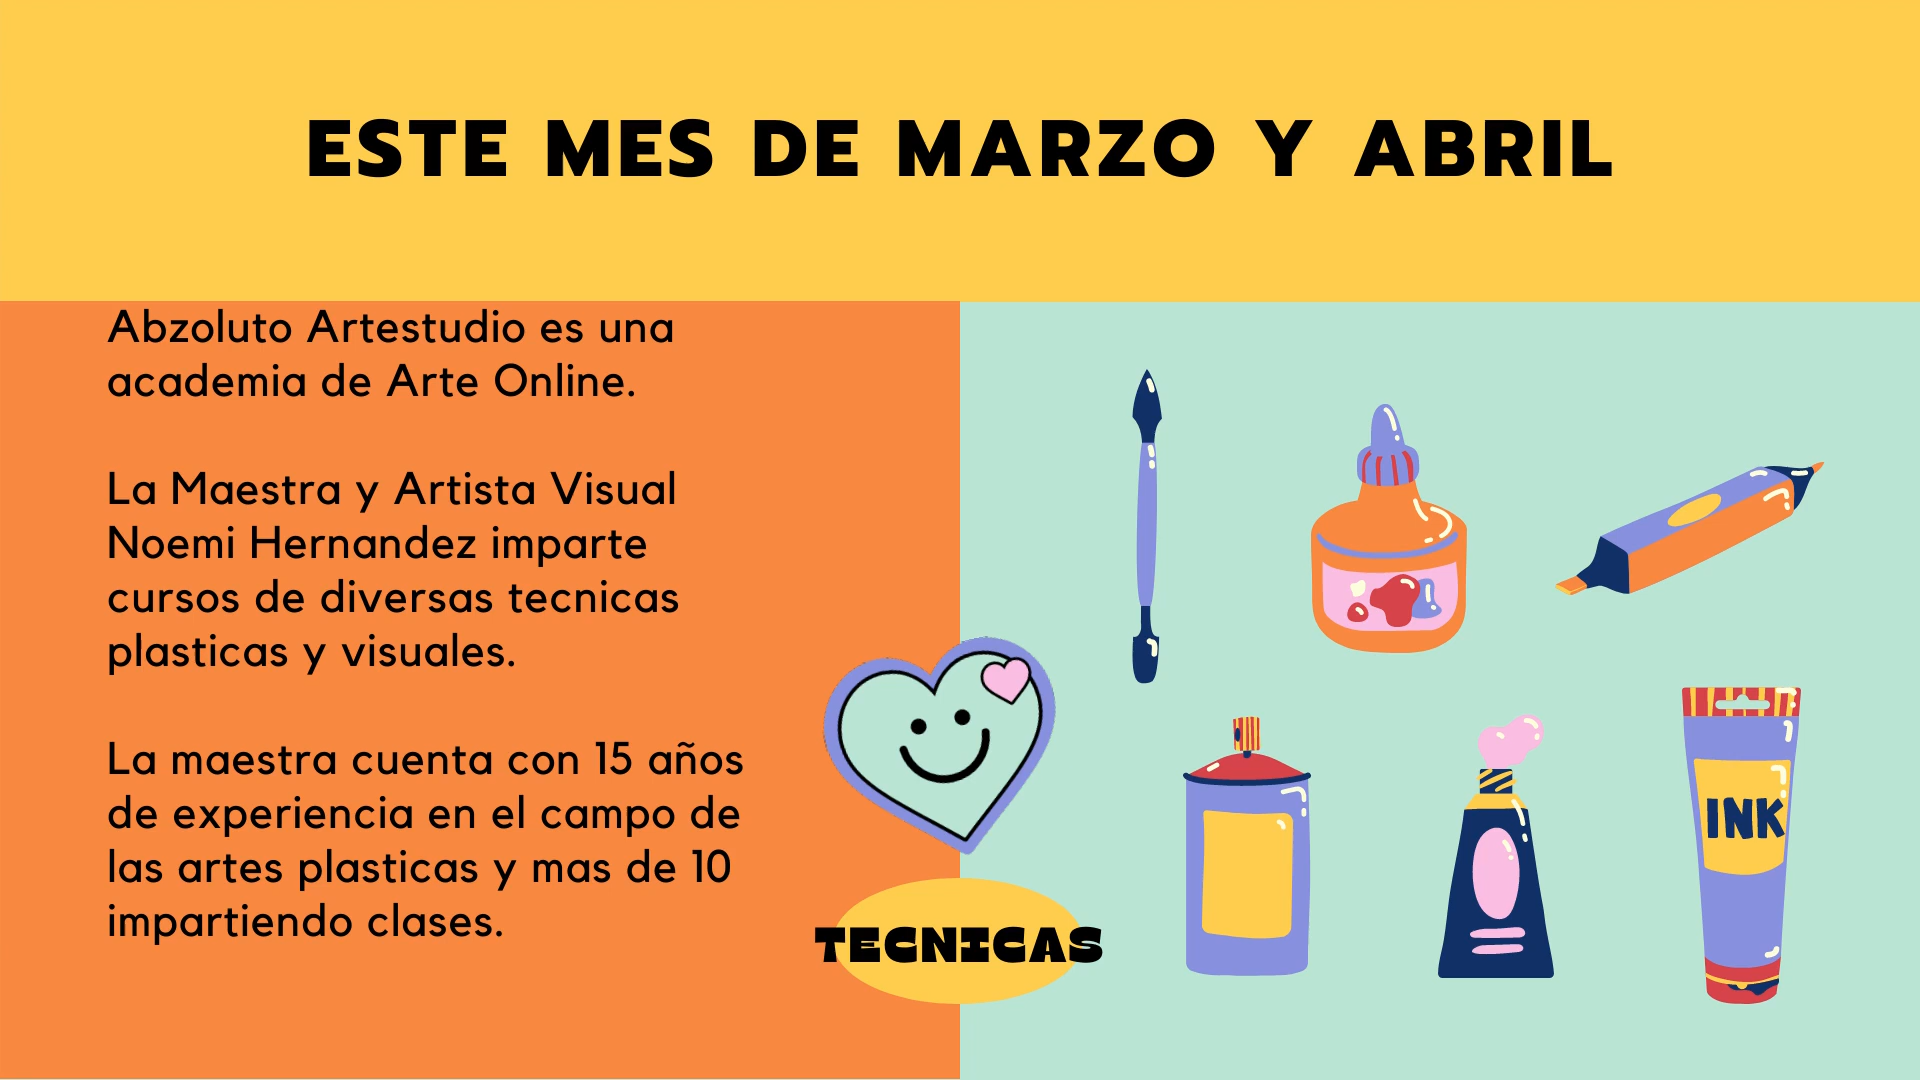 ESTE MES DE MARZO Y ABRIL
Abzoluto Artestudio es una
academia de Arte Online.
La Maestra y Artista Visual
Noemi Hernandez imparte
cursos de diversas tecnicas
plasticas y visuales.
La maestra cuenta con 15 años
de experiencia en el campo de
las artes plasticas y mas de 10
impartiendo clases.
TECNICAS
INK